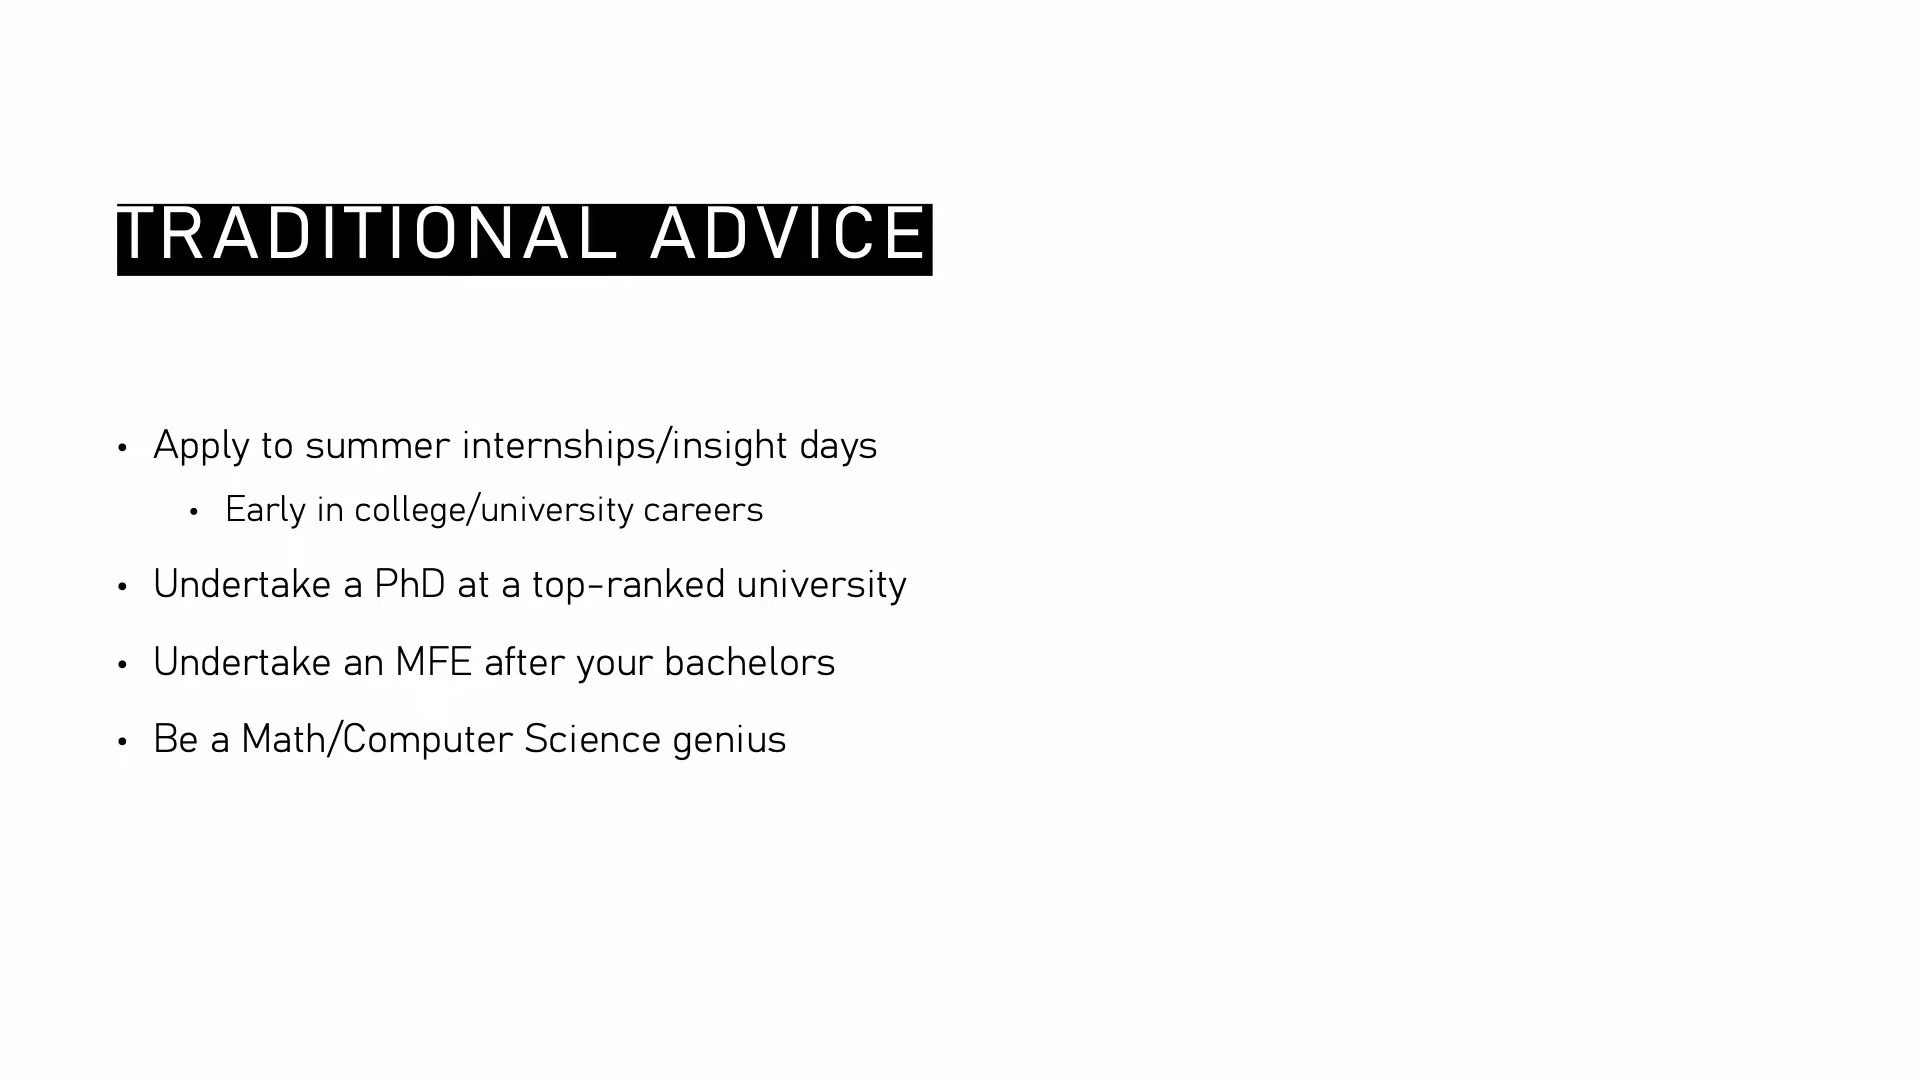 TRADITIONAL ADVICE
• Apply to summer internships/insight days
• Early in college/university careers
• Undertake a PhD at a top-ranked university
• Undertake an MFE after your bachelors
• Be a Math/Computer Science genius